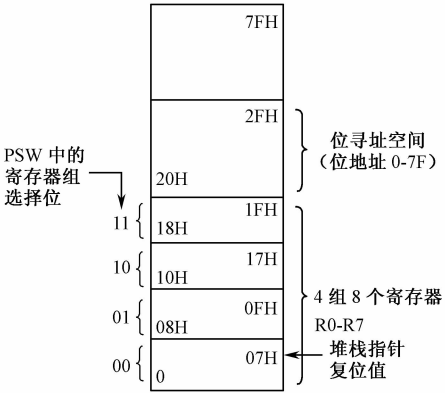 7FH
2FH
位寻址空间
（位地址 0-7F）
20H
PSW 中的
寄存器组
选择位
11
1FH
18H
10
17H
10H
4 组 8 个寄存器
R0-R7
01
0FH
08H
00
07H
0
堆栈指针
复位值